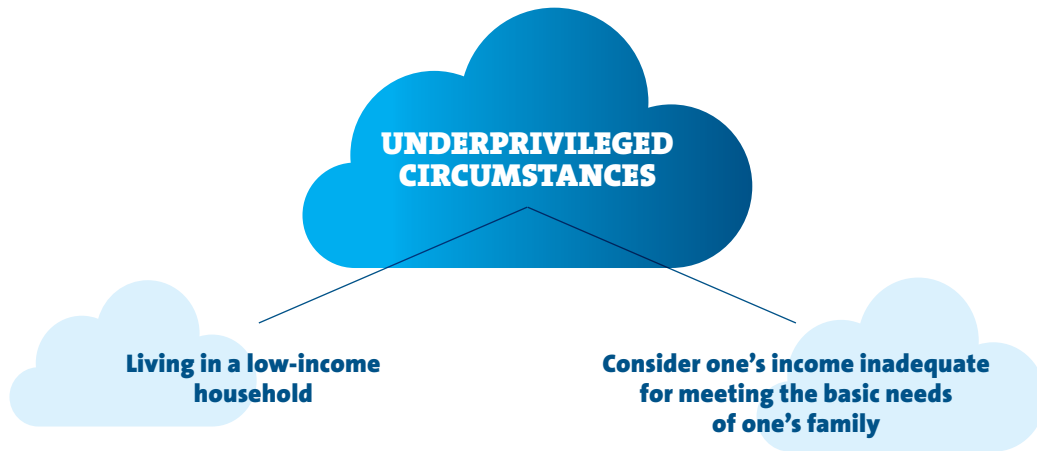 UNDERPRIVILEGED
CIRCUMSTANCES
Living in a low-income
household
Consider one’s income inadequate
for meeting the basic needs
of one’s family